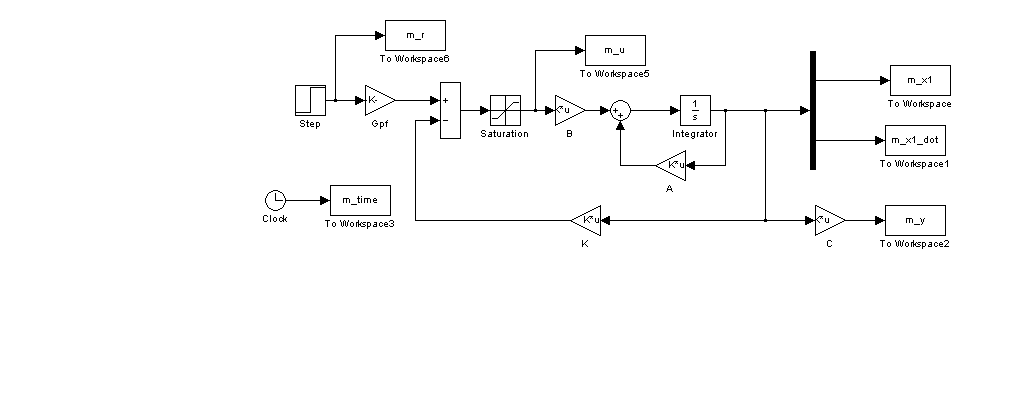 m_r
To Workspace6
m_u
To Workspace5
m_x1
To Workspace
K-
Gpf
Step
+
−
Saturation
u
B
+
+
1
s
Integrator
m_x1_dot
To Workspace1
K*u
A
m_time
Clock
To Workspace3
K*u
K
u
C
m_y
To Workspace2